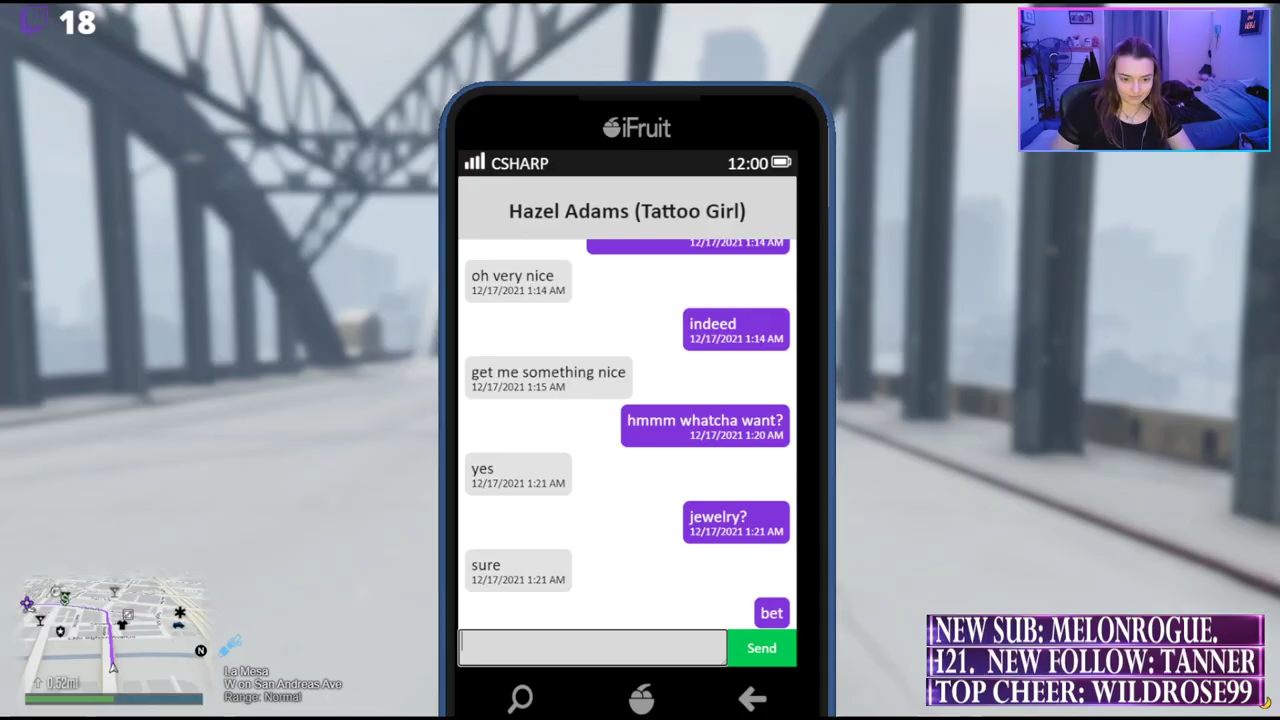 18
iFruit
CSHARP 12:00
Hazel Adams (Tattoo Girl)
12/17/2021 1:14 AM
oh very nice
12/17/2021 1:14 AM
indeed
12/17/2021 1:14 AM
get me something nice
12/17/2021 1:15 AM
hmmm whatcha want?
12/17/2021 1:20 AM
yes
12/17/2021 1:21 AM
jewelry?
12/17/2021 1:21 AM
sure
12/17/2021 1:21 AM
bet
Send
N
0.52mi
La Mesa
W on San Andreas Ave
Range: Normal
NEW SUB: MELONROGUE.
121. NEW FOLLOW: TANNER
TOP CHEER: WILDROSE99